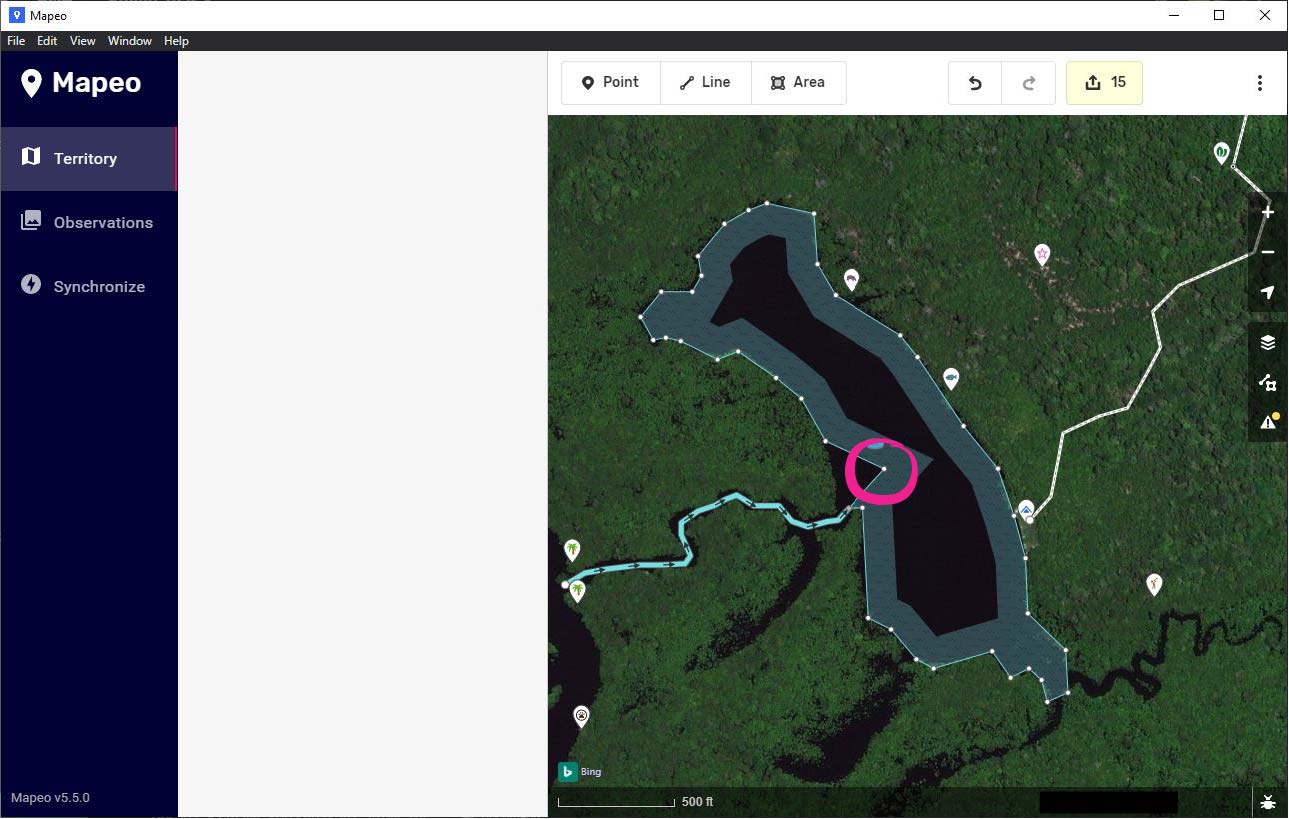 Mapeo
File Edit View Window Help
Mapeo
Point Line Area 15
Territory
Observations
Synchronize
Bing
Mapeo v5.5.0
500 ft